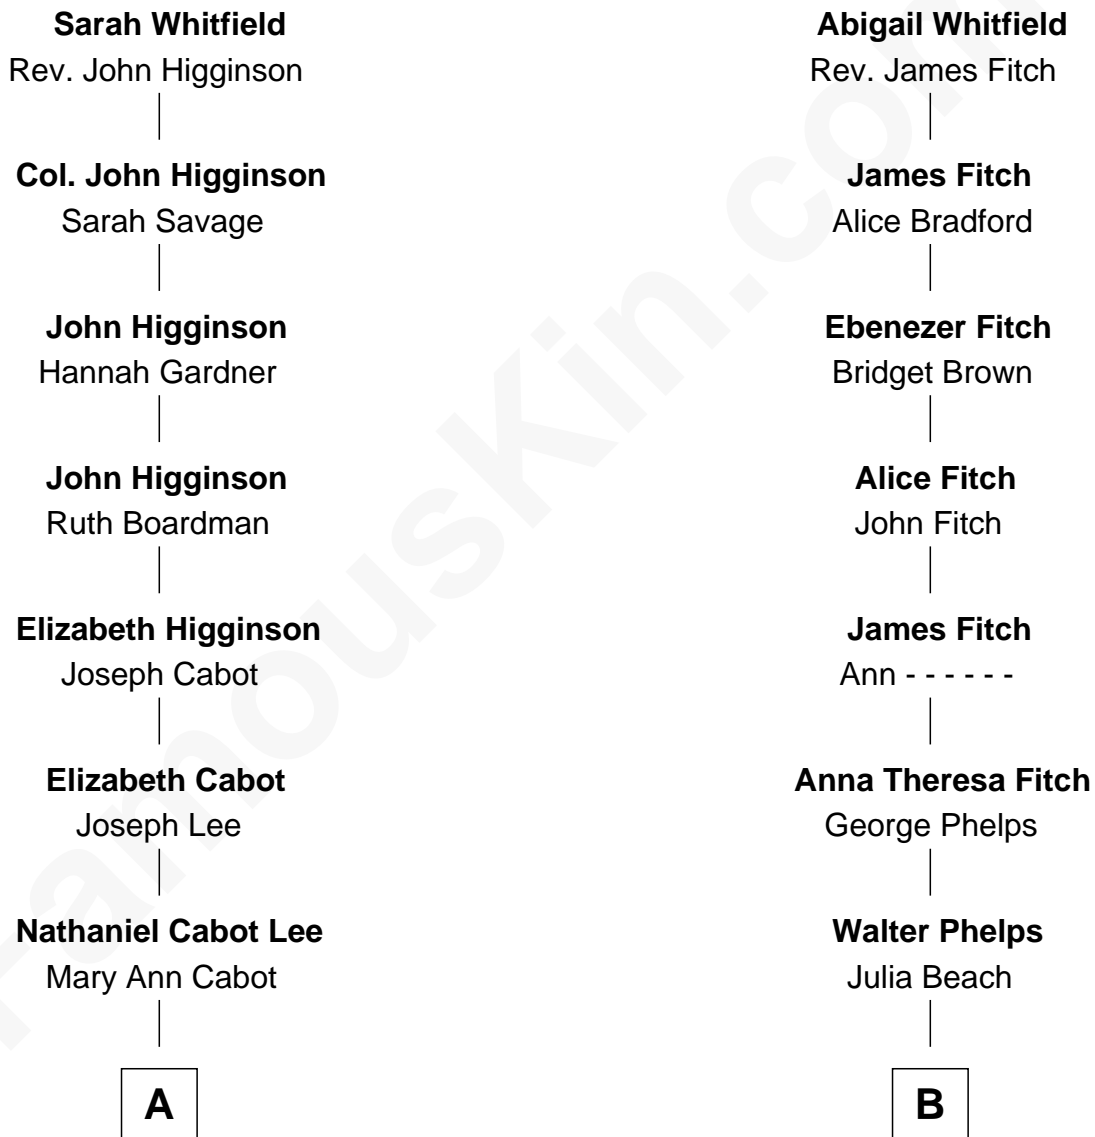 Sarah Whitfield
Rev. John Higginson
Col. John Higginson
Sarah Savage
John Higginson
Hannah Gardner
John Higginson
Ruth Boardman
Elizabeth Higginson
Joseph Cabot
Elizabeth Cabot
Joseph Lee
Nathaniel Cabot Lee
Mary Ann Cabot
A
Abigail Whitfield
Rev. James Fitch
James Fitch
Alice Bradford
Ebenezer Fitch
Bridget Brown
Alice Fitch
John Fitch
James Fitch
Ann - - - - - -
Anna Theresa Fitch
George Phelps
Walter Phelps
Julia Beach
B
FamousKin.com